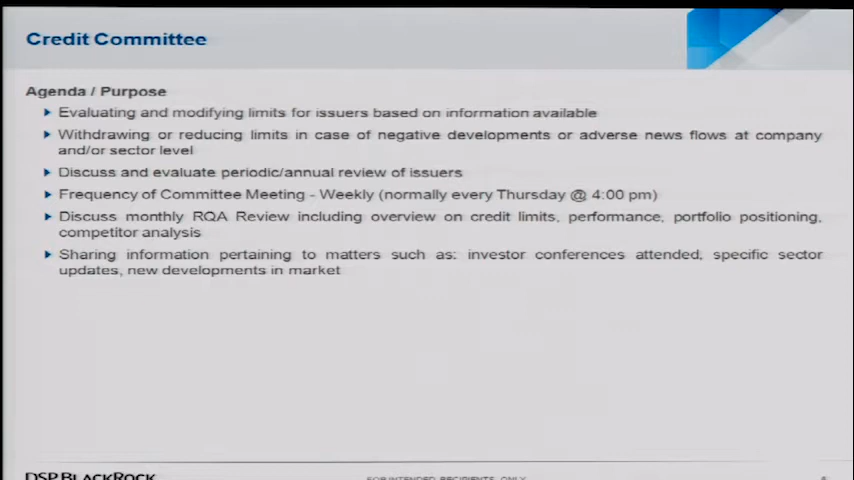 Credit Committee
Agenda / Purpose
Evaluating and modifying limits for issuers based on information available
Withdrawing or reducing limits in case of negative developments or adverse news flows at company
and/or sector level
Discuss and evaluate periodic/annual review of issuers
Frequency of Committee Meeting - Weekly (normally every Thursday @ 4:00 pm)
Discuss monthly RQA Review including overview on credit limits, performance, portfolio positioning,
competitor analysis
Sharing information pertaining to matters such as: investor conferences attended, specific sector
updates, new developments in market
DSP BLACKROCK
FOR INTENDED RECIPIENTS ONLY